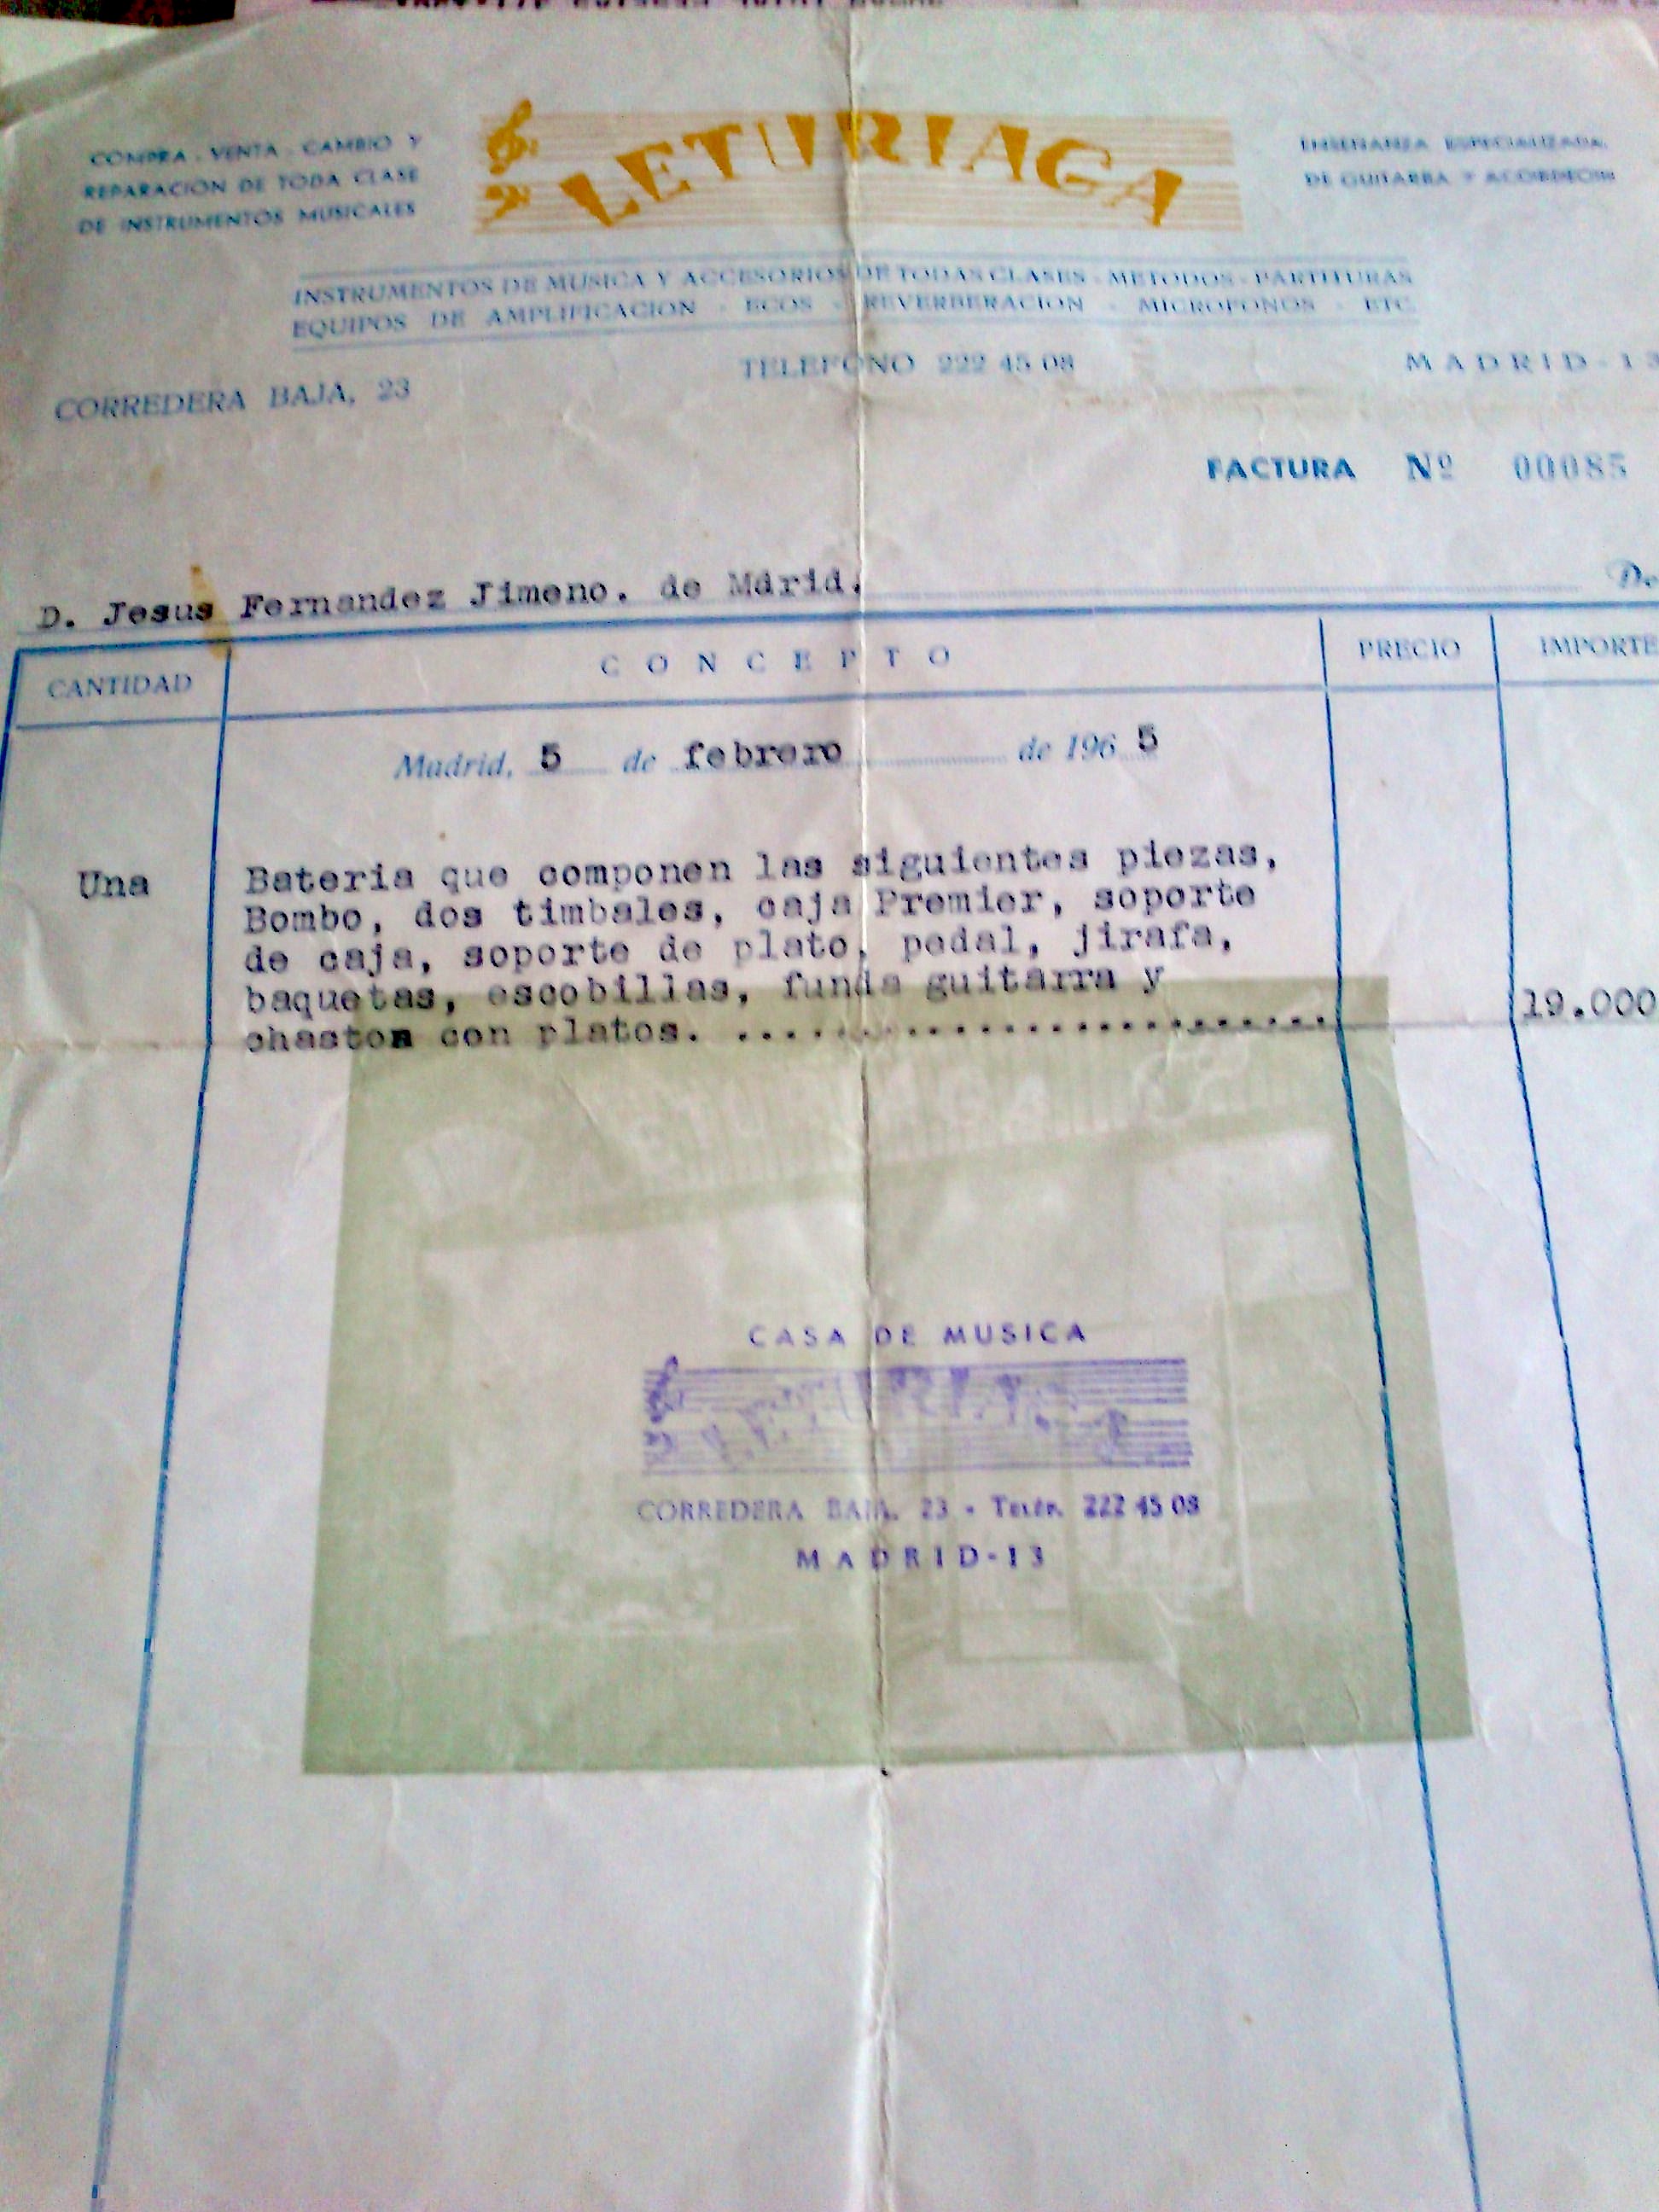 COMPRA - VENTA - CAMBIO Y
REPARACION DE TODA CLASE
DE INSTRUMENTOS MUSICALES
LETURIAGA
ENSEÑANZA ESPECIALIZADA
DE GUITARRA Y ACORDEON
INSTRUMENTOS DE MUSICA Y ACCESORIOS DE TODAS CLASES - METODOS - PARTITURAS
EQUIPOS DE AMPLIFICACION - ECOS - REVERBERACION - MICROFONOS - ETC.
CORREDERA BAJA, 23
TELEFONO 222 45 08
MADRID-13
FACTURA Nº 00085
D. Jesus Fernandez Jimeno. de Mádrid.
De
CANTIDAD
CONCEPTO
PRECIO
IMPORTE
Madrid, 5 de febrero de 1965
Una
Bateria que componen las siguientes piezas,
Bombo, dos timbales, caja Premier, soporte
de caja, soporte de plato, pedal, jirafa,
baquetas, escobillas, funda guitarra y
chaston con platos. ..............................
19.000
CASA DE MUSICA
CORREDERA BAJA, 23 - Teléf. 222 45 08
MADRID-13